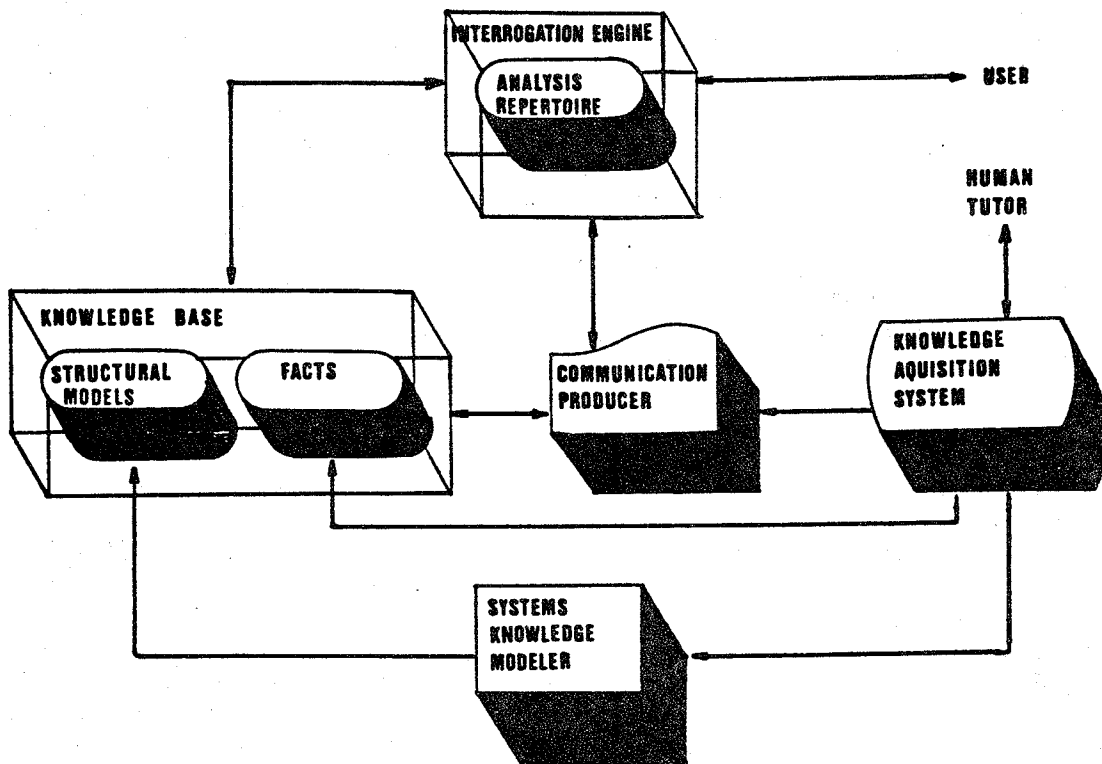 INTERROGATION ENGINE
ANALYSIS
REPERTOIRE
USER
HUMAN
TUTOR
KNOWLEDGE BASE
STRUCTURAL
MODELS
FACTS
COMMUNICATION
PRODUCER
KNOWLEDGE
AQUISITION
SYSTEM
SYSTEMS
KNOWLEDGE
MODELER